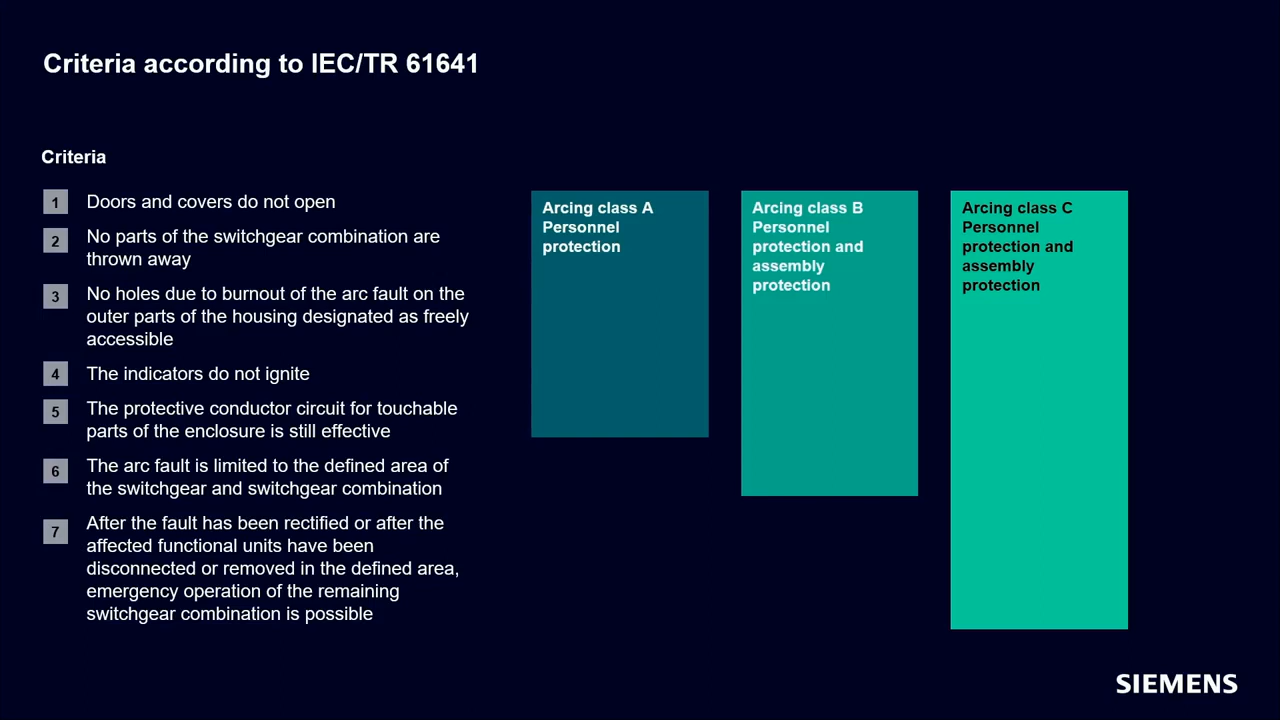 Criteria according to IEC/TR 61641
Criteria
1 Doors and covers do not open
2 No parts of the switchgear combination are
thrown away
3 No holes due to burnout of the arc fault on the
outer parts of the housing designated as freely
accessible
4 The indicators do not ignite
5 The protective conductor circuit for touchable
parts of the enclosure is still effective
6 The arc fault is limited to the defined area of
the switchgear and switchgear combination
7 After the fault has been rectified or after the
affected functional units have been
disconnected or removed in the defined area,
emergency operation of the remaining
switchgear combination is possible
Arcing class A
Personnel
protection
Arcing class B
Personnel
protection and
assembly
protection
Arcing class C
Personnel
protection and
assembly
protection
SIEMENS